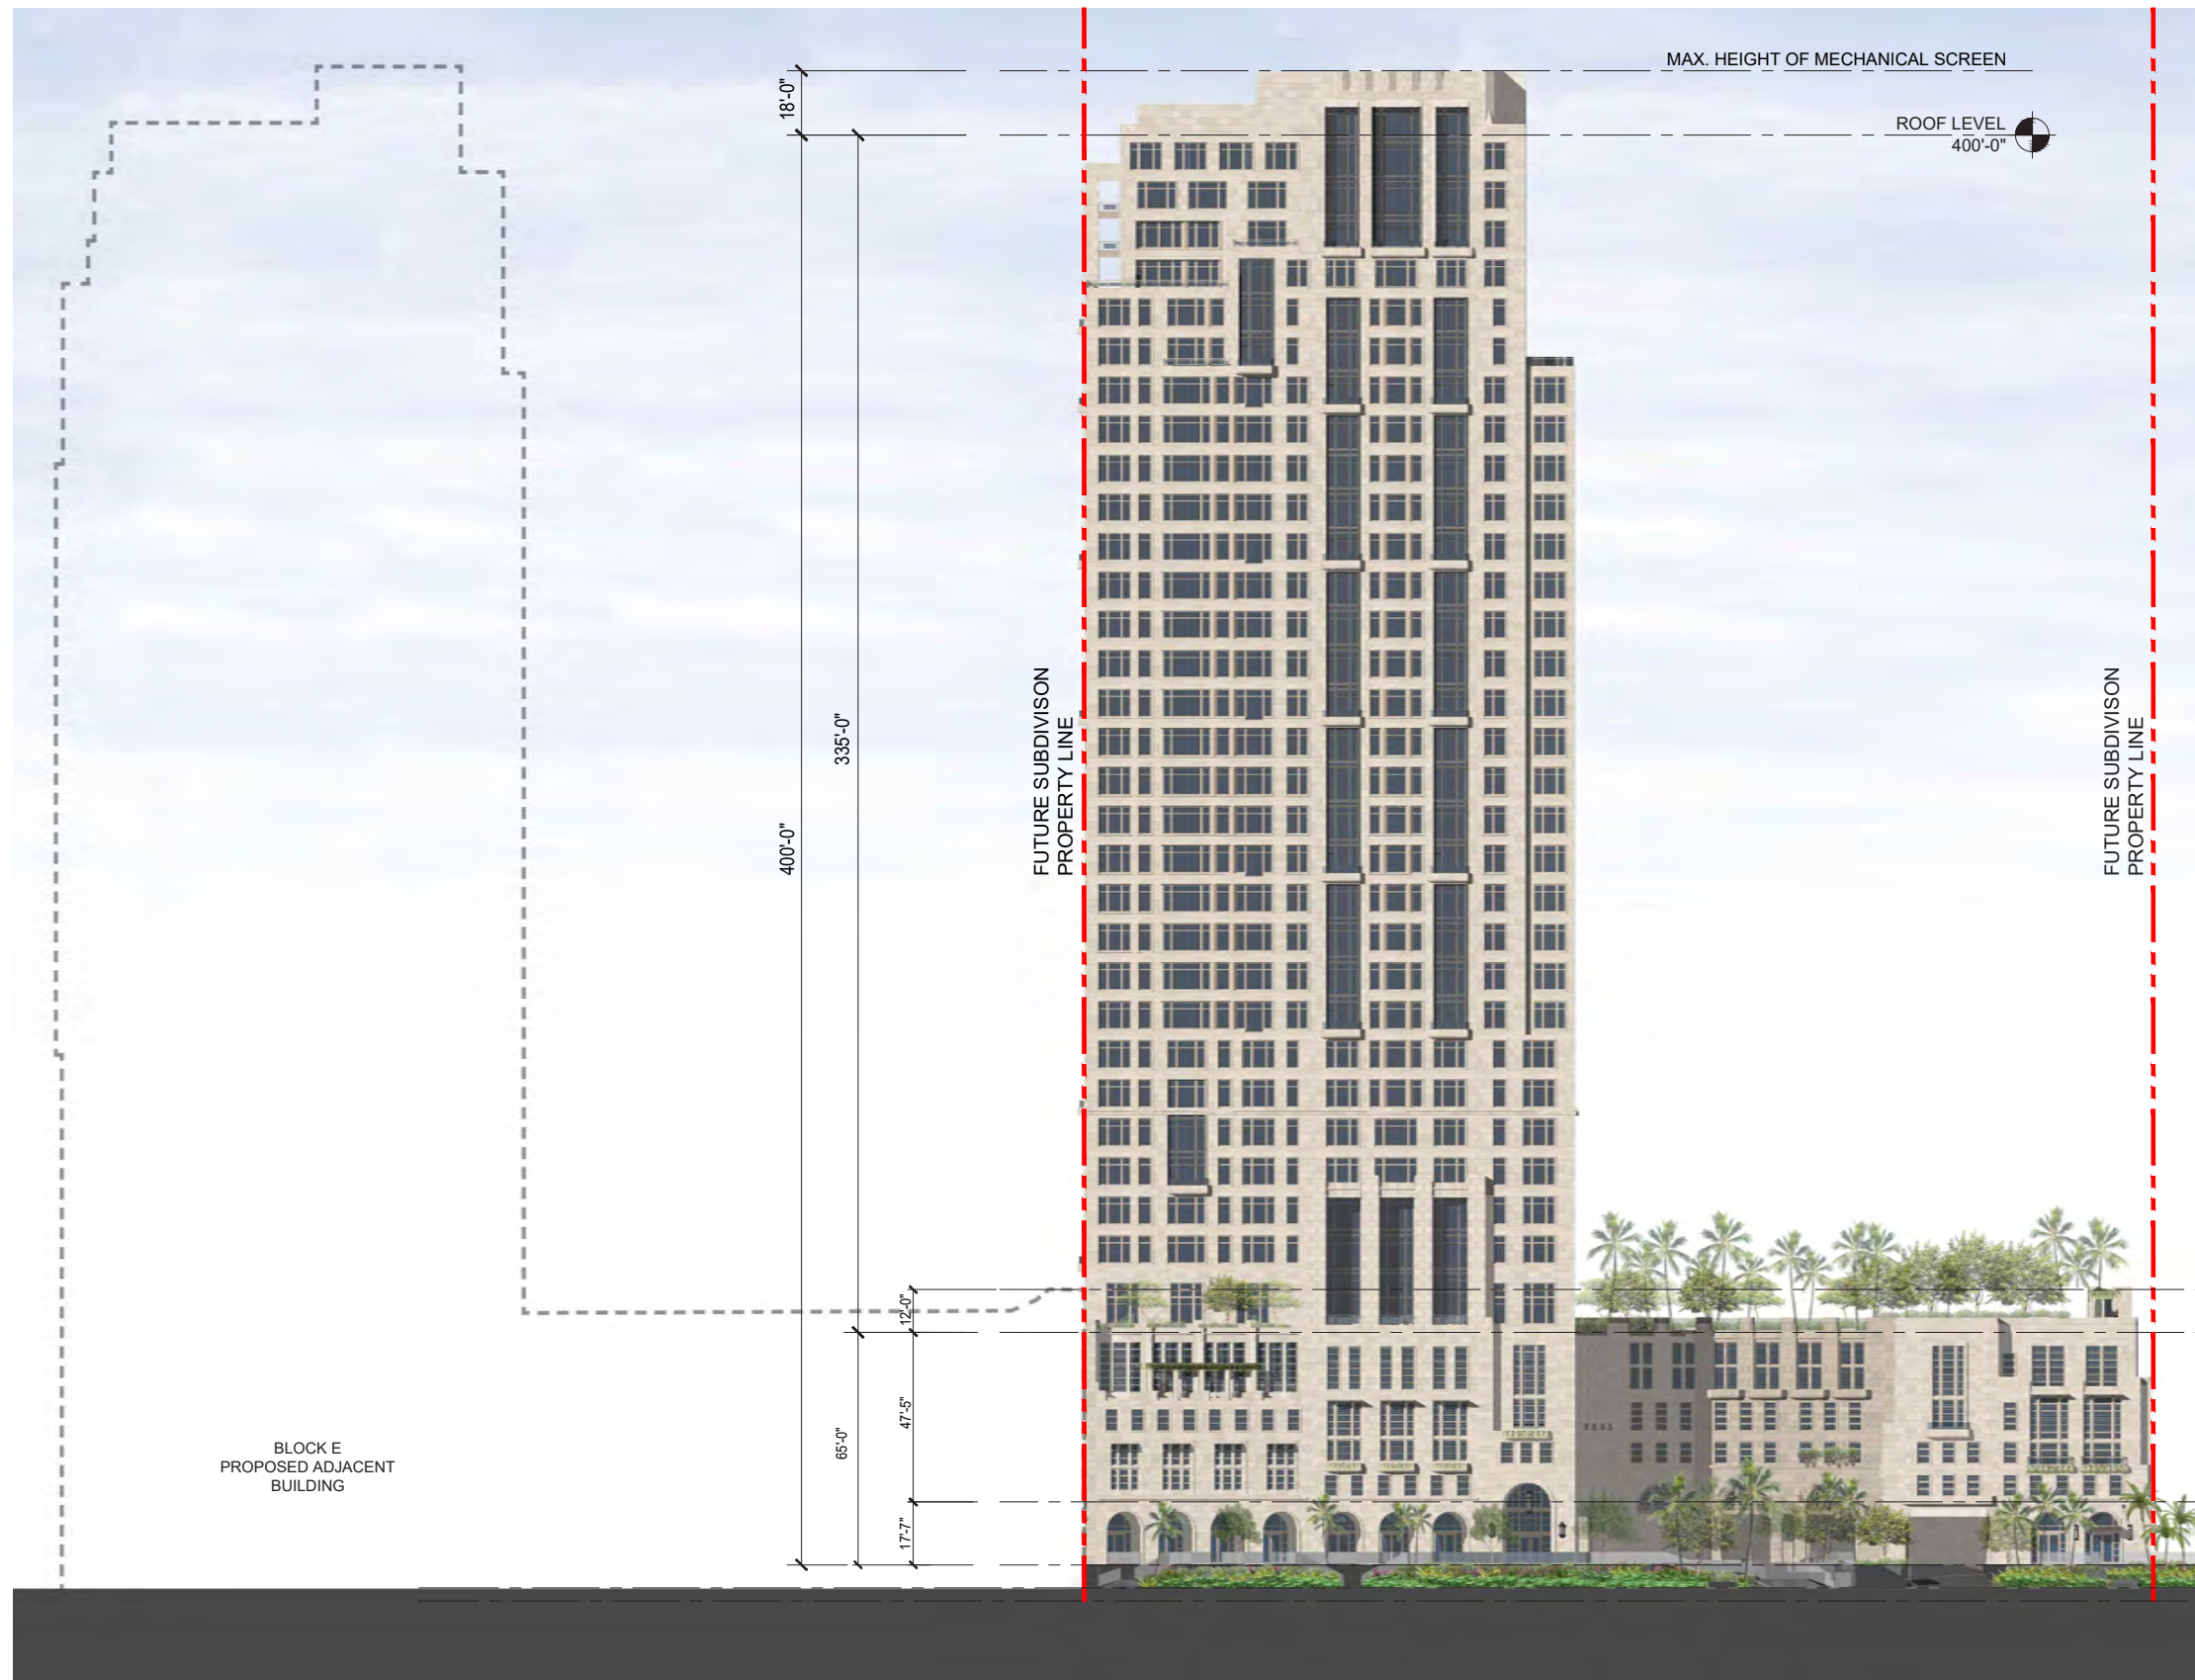 MAX. HEIGHT OF MECHANICAL SCREEN
18'-0"
ROOF LEVEL
400'-0"
FUTURE SUBDIVISON
PROPERTY LINE
FUTURE SUBDIVISON
PROPERTY LINE
335'-0"
400'-0"
12'-0"
47'-5"
65'-0"
17'-7"
BLOCK E
PROPOSED ADJACENT
BUILDING